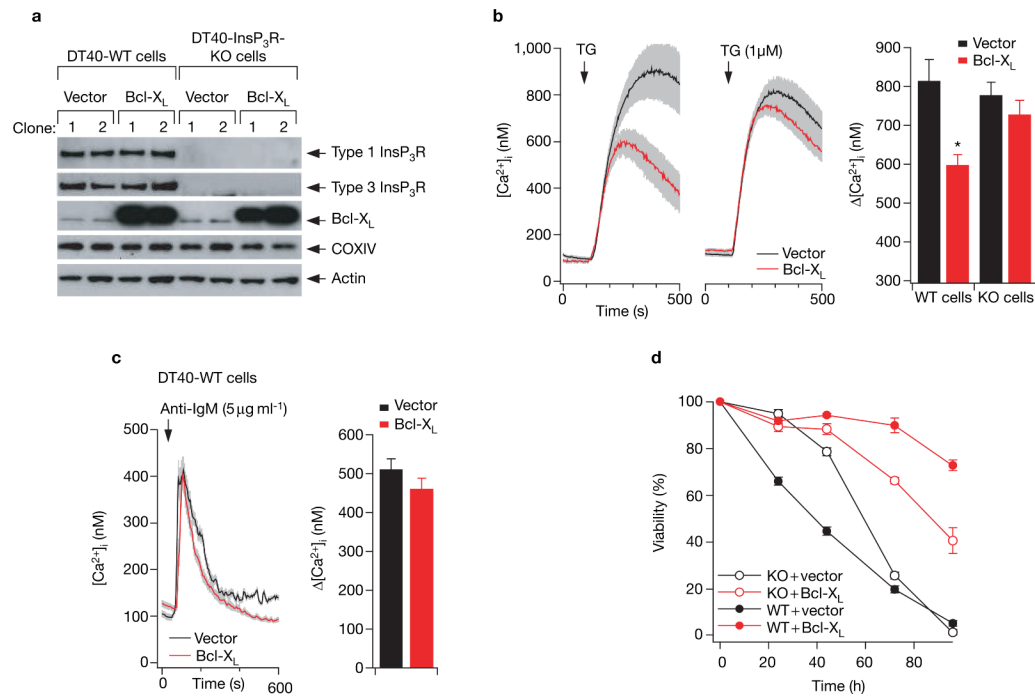 a
DT40-WT cells
DT40-InsP3R-
KO cells
Vector Bcl-XL Vector Bcl-XL
Clone: 1 2 1 2 1 2 1 2
Type 1 InsP3R
Type 3 InsP3R
Bcl-XL
COXIV
Actin
b
TG
TG (1µM)
[Ca2+]i (nM)
1,000
800
600
400
200
0
0 500
0 500
Time (s)
Vector
Bcl-XL
Vector
Bcl-XL
Δ[Ca2+]i (nM)
900
800
700
600
500
400
300
WT cells KO cells
c
DT40-WT cells
Anti-IgM (5 µg ml-1)
[Ca2+]i (nM)
500
400
300
200
100
0
Vector
Bcl-XL
0 600
Time (s)
*
Vector
Bcl-XL
Δ[Ca2+]i (nM)
600
500
400
300
200
100
0
d
Viability (%)
100
80
60
40
20
0
KO+vector
KO+Bcl-XL
WT+vector
WT+Bcl-XL
0 20 40 60 80
Time (h)